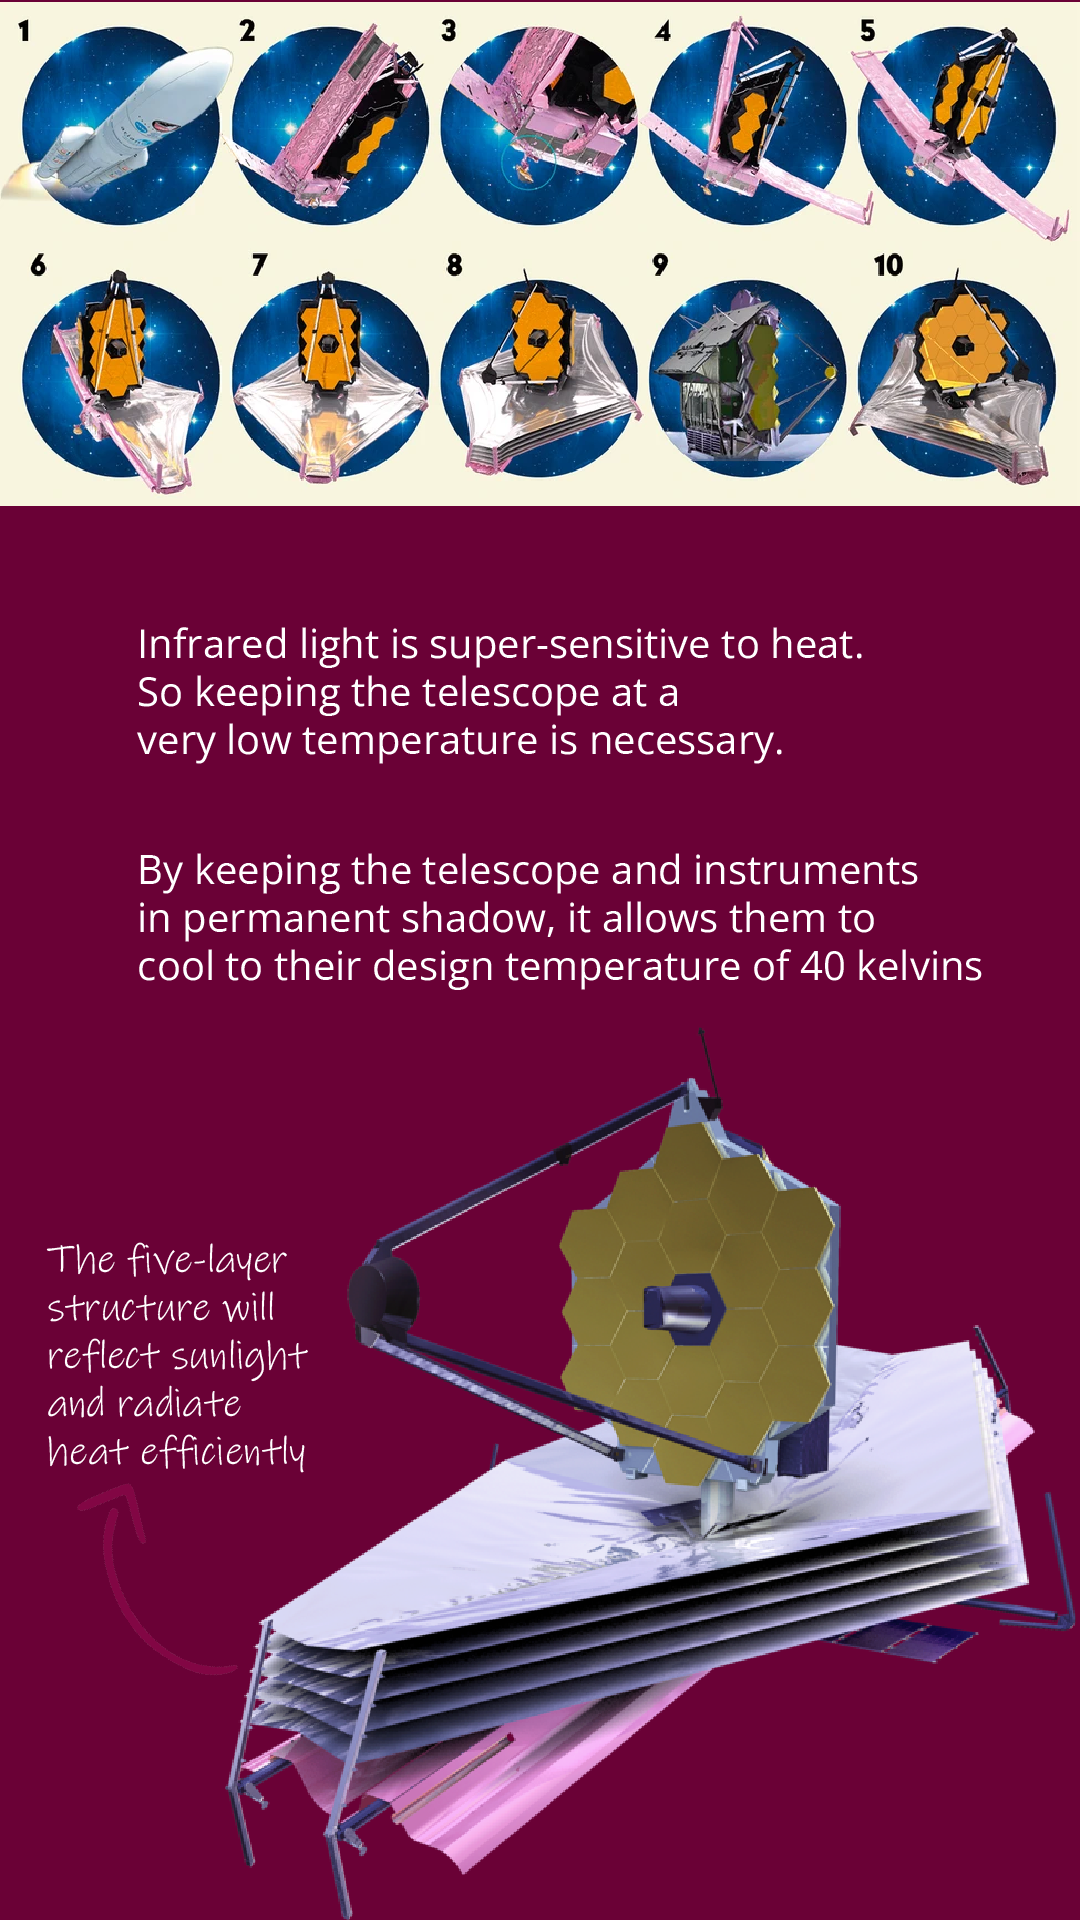 1
2
3
4
5
6
7
8
9
10
Infrared light is super-sensitive to heat.
So keeping the telescope at a
very low temperature is necessary.
By keeping the telescope and instruments
in permanent shadow, it allows them to
cool to their design temperature of 40 kelvins
The five-layer
structure will
reflect sunlight
and radiate
heat efficiently